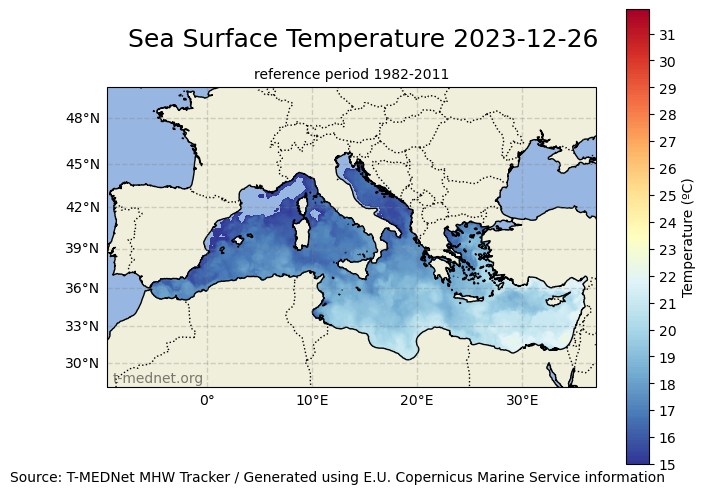 Sea Surface Temperature 2023-12-26
reference period 1982-2011
48°N
45°N
42°N
39°N
36°N
33°N
30°N
t-mednet.org
0°
10°E
20°E
30°E
31
30
29
28
27
26
25
24
23
22
21
20
19
18
17
16
15
Temperature (ºC)
Source: T-MEDNet MHW Tracker / Generated using E.U. Copernicus Marine Service information